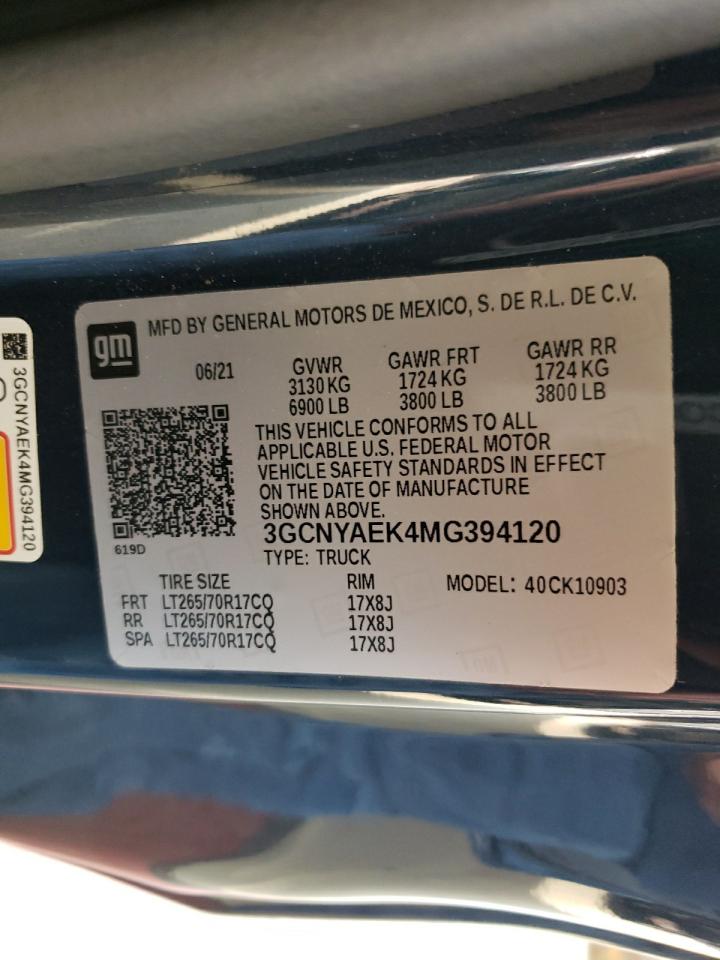 gm
MFD BY GENERAL MOTORS DE MEXICO, S. DE R.L. DE C.V.
06/21 GVWR GAWR FRT GAWR RR
3130 KG 1724 KG 1724 KG
6900 LB 3800 LB 3800 LB
THIS VEHICLE CONFORMS TO ALL
APPLICABLE U.S. FEDERAL MOTOR
VEHICLE SAFETY STANDARDS IN EFFECT
ON THE DATE OF MANUFACTURE
SHOWN ABOVE.
3GCNYAEK4MG394120
619D
TYPE: TRUCK
TIRE SIZE RIM MODEL: 40CK10903
FRT LT265/70R17CQ 17X8J
RR LT265/70R17CQ 17X8J
SPA LT265/70R17CQ 17X8J
3GCNYAEK4MG394120